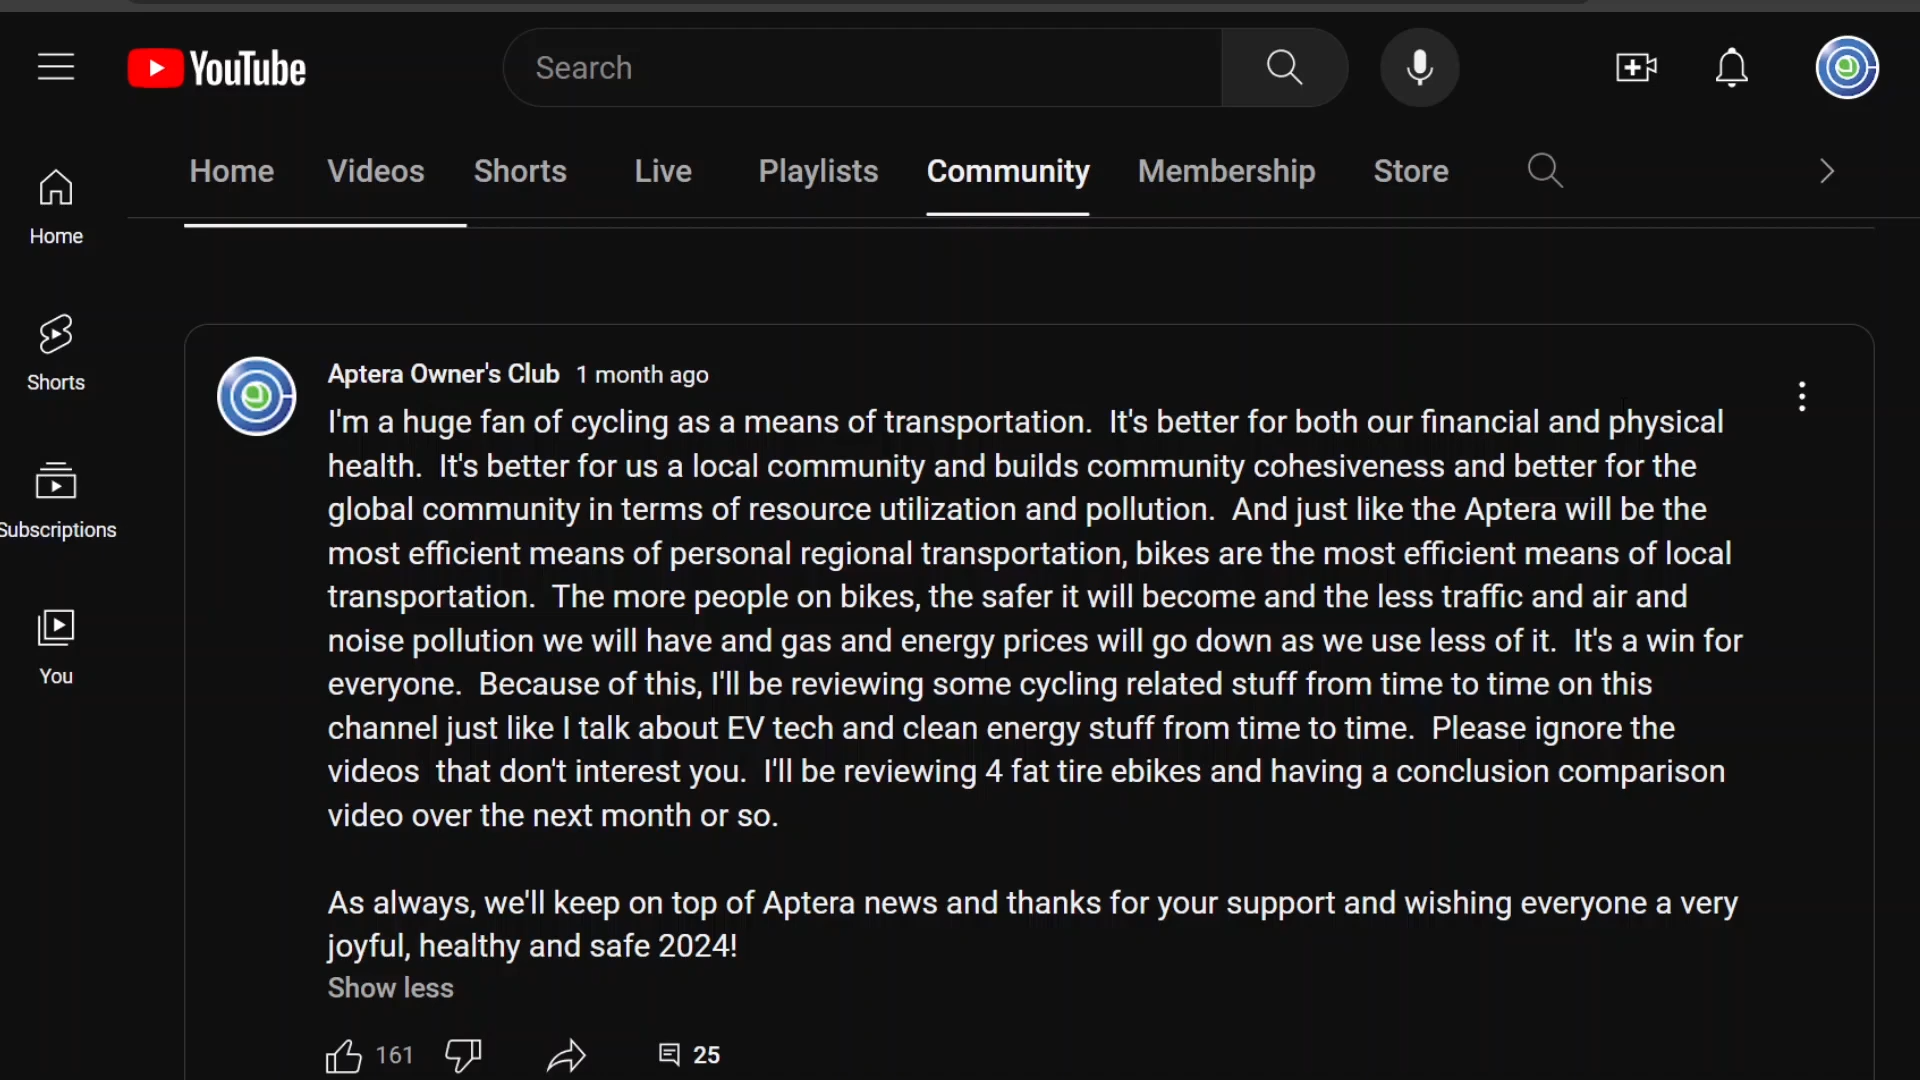 YouTube
Search
Home Videos Shorts Live Playlists Community Membership Store
Home
Shorts
Subscriptions
You
Aptera Owner's Club 1 month ago
I'm a huge fan of cycling as a means of transportation.  It's better for both our financial and physical
health.  It's better for us a local community and builds community cohesiveness and better for the
global community in terms of resource utilization and pollution.  And just like the Aptera will be the
most efficient means of personal regional transportation, bikes are the most efficient means of local
transportation.  The more people on bikes, the safer it will become and the less traffic and air and
noise pollution we will have and gas and energy prices will go down as we use less of it.  It's a win for
everyone.  Because of this, I'll be reviewing some cycling related stuff from time to time on this
channel just like I talk about EV tech and clean energy stuff from time to time.  Please ignore the
videos  that don't interest you.  I'll be reviewing 4 fat tire ebikes and having a conclusion comparison
video over the next month or so.
As always, we'll keep on top of Aptera news and thanks for your support and wishing everyone a very
joyful, healthy and safe 2024!
Show less
161 25